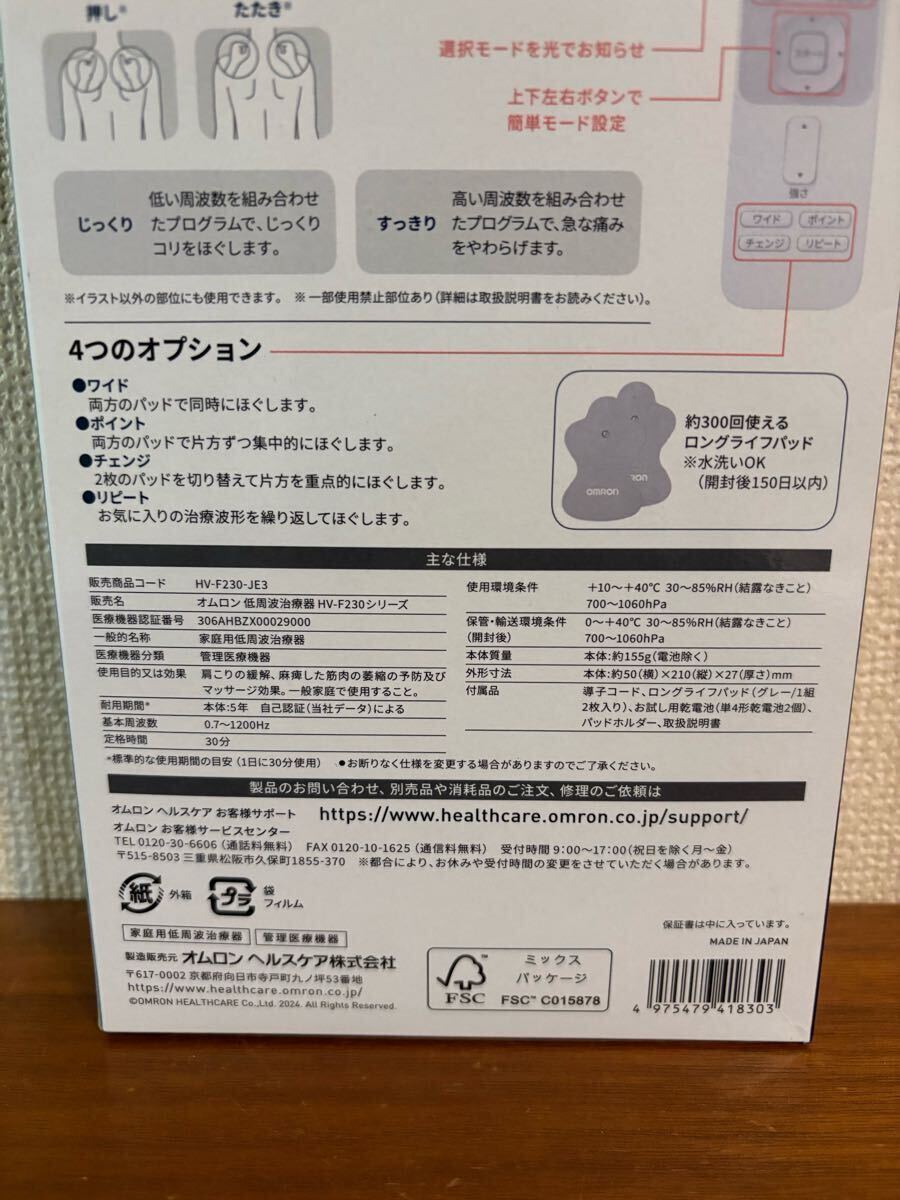 押し※
たたき※
選択モードを光でお知らせ
上下左右ボタンで
簡単モード設定
強さ
ワイド ポイント
チェンジ リピート
じっくり
低い周波数を組み合わせ
たプログラムで、じっくり
コリをほぐします。
すっきり
高い周波数を組み合わせ
たプログラムで、急な痛み
をやわらげます。
※イラスト以外の部位にも使用できます。 ※一部使用禁止部位あり(詳細は取扱説明書をお読みください)。
4つのオプション
●ワイド
両方のパッドで同時にほぐします。
●ポイント
両方のパッドで片方ずつ集中的にほぐします。
●チェンジ
2枚のパッドを切り替えて片方を重点的にほぐします。
●リピート
お気に入りの治療波形を繰り返してほぐします。
OMRON
RON
約300回使える
ロングライフパッド
※水洗いOK
(開封後150日以内)
主な仕様
販売商品コード HV-F230-JE3
販売名 オムロン 低周波治療器 HV-F230シリーズ
医療機器認証番号 306AHBZX00029000
一般的名称 家庭用低周波治療器
医療機器分類 管理医療機器
使用目的又は効果 肩こりの緩解、麻痺した筋肉の萎縮の予防及び
マッサージ効果。一般家庭で使用すること。
耐用期間* 本体:5年 自己認証(当社データ)による
基本周波数 0.7〜1200Hz
定格時間 30分
使用環境条件 +10〜+40℃ 30〜85%RH(結露なきこと)
700〜1060hPa
保管・輸送環境条件 0〜+40℃ 30〜85%RH(結露なきこと)
(開封後) 700〜1060hPa
本体質量 本体:約155g(電池除く)
外形寸法 本体:約50(横)×210(縦)×27(厚さ)mm
付属品 導子コード、ロングライフパッド(グレー/1組
2枚入り)、お試し用乾電池(単4形乾電池2個)、
パッドホルダー、取扱説明書
*標準的な使用期間の目安(1日に30分使用) ●お断りなく仕様を変更する場合がありますのでご了承ください。
製品のお問い合わせ、別売品や消耗品のご注文、修理のご依頼は
オムロン ヘルスケア お客様サポート https://www.healthcare.omron.co.jp/support/
オムロン お客様サービスセンター
TEL 0120-30-6606 (通話料無料) FAX 0120-10-1625 (通信料無料) 受付時間 9:00〜17:00(祝日を除く月〜金)
〒515-8503 三重県松阪市久保町1855-370 ※都合により、お休みや受付時間の変更をさせていただく場合があります。
紙 外箱
プラ 袋
フィルム
家庭用低周波治療器 管理医療機器
製造販売元 オムロン ヘルスケア株式会社
〒617-0002 京都府向日市寺戸町九ノ坪53番地
https://www.healthcare.omron.co.jp/
©OMRON HEALTHCARE Co., Ltd. 2024. All Rights Reserved.
FSC
ミックス
パッケージ
FSC™ C015878
保証書は中に入っています。
MADE IN JAPAN
4 975479 418303